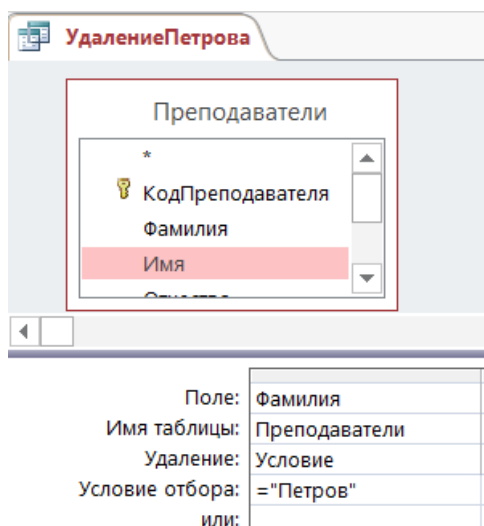 УдалениеПетрова
Преподаватели
*
КодПреподавателя
Фамилия
Имя
Поле: Фамилия
Имя таблицы: Преподаватели
Удаление: Условие
Условие отбора: ="Петров"
или: